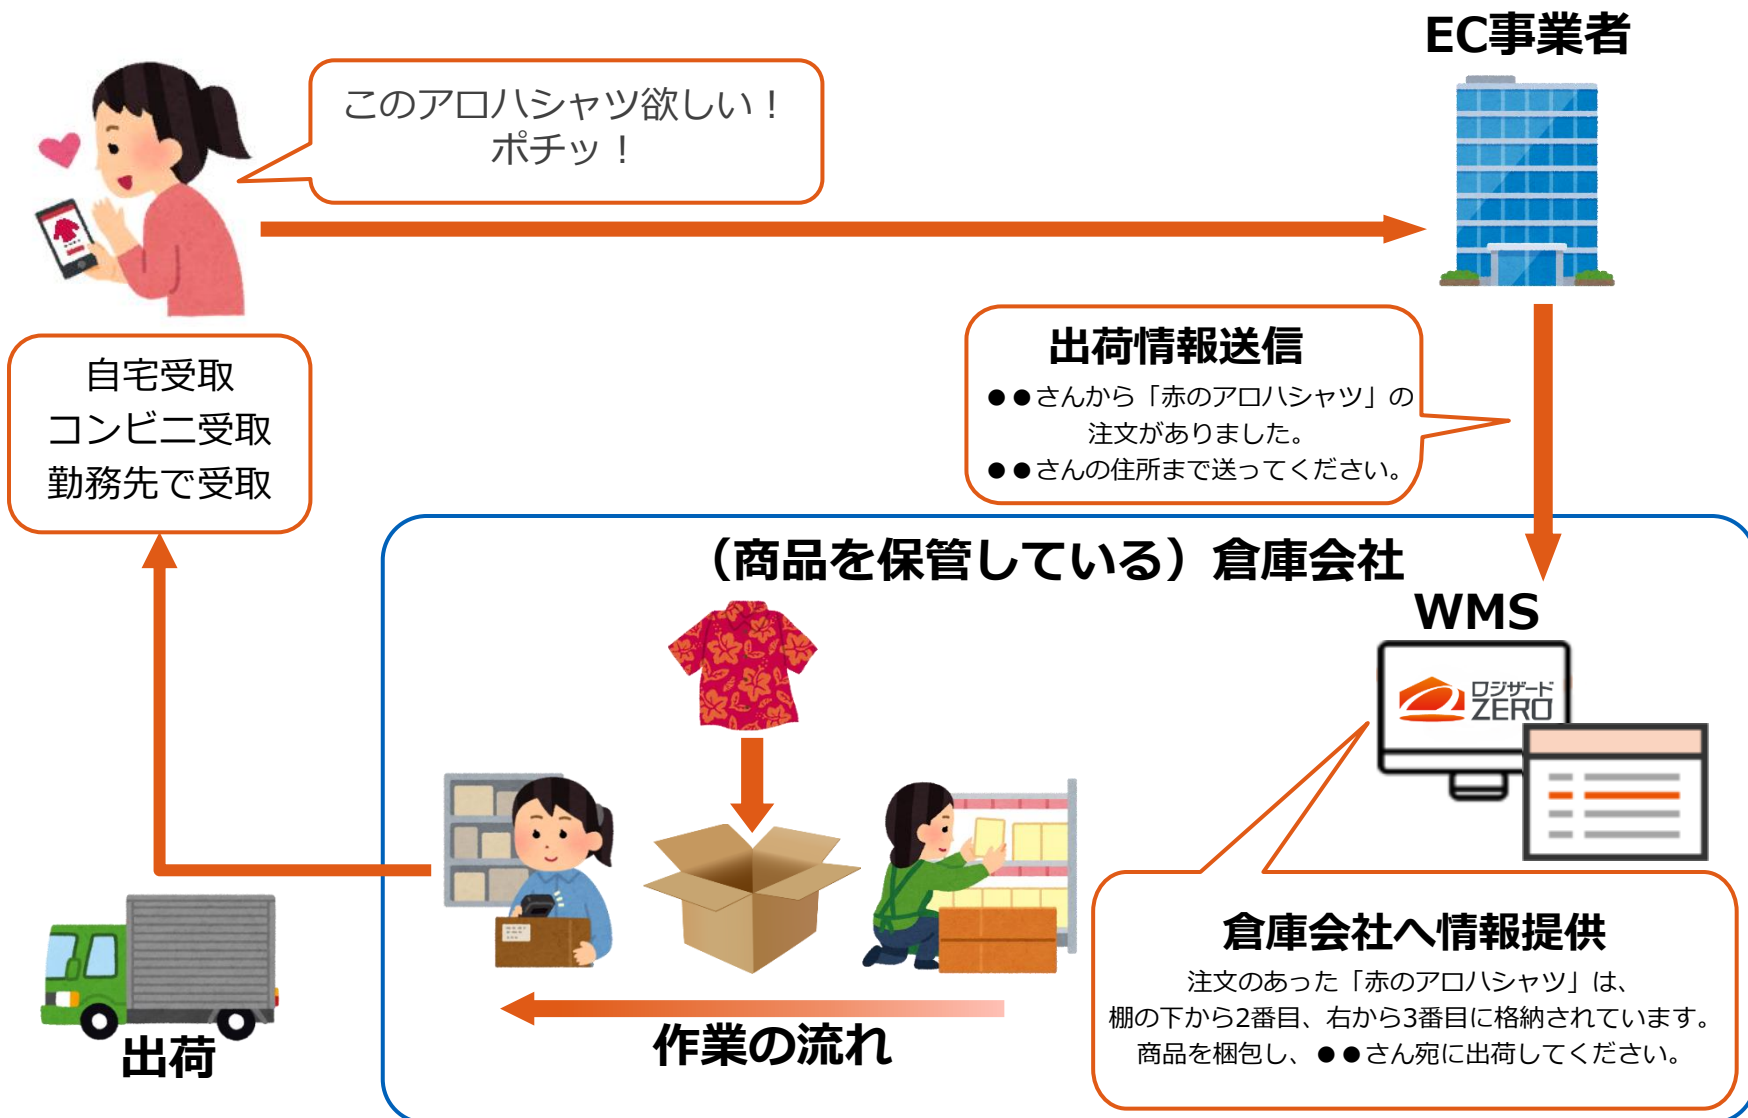 EC事業者
このアロハシャツ欲しい！
ポチッ！
出荷情報送信
●●さんから「赤のアロハシャツ」の
注文がありました。
●●さんの住所まで送ってください。
自宅受取
コンビニ受取
勤務先で受取
（商品を保管している）倉庫会社
WMS
ロジザード
ZERO
倉庫会社へ情報提供
注文のあった「赤のアロハシャツ」は、
棚の下から2番目、右から3番目に格納されています。
商品を梱包し、●●さん宛に出荷してください。
作業の流れ
出荷